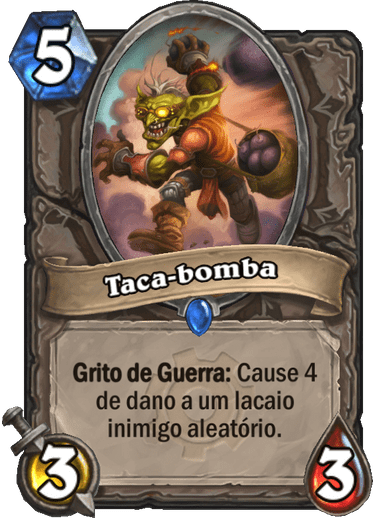 5
Taca-bomba
Grito de Guerra: Cause 4
de dano a um lacaio
inimigo aleatório.
3
3